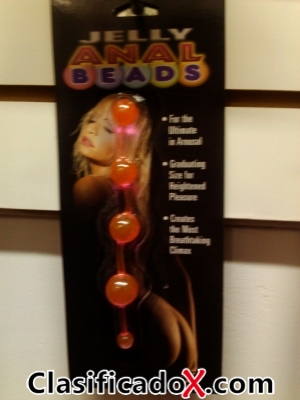 JELLY
ANAL
BEADS
• For the
Ultimate
in Arousal
• Graduating
Size for
Heightened
Pleasure
• Creates
the Most
Breathtaking
Climax
ClasificadoX.com